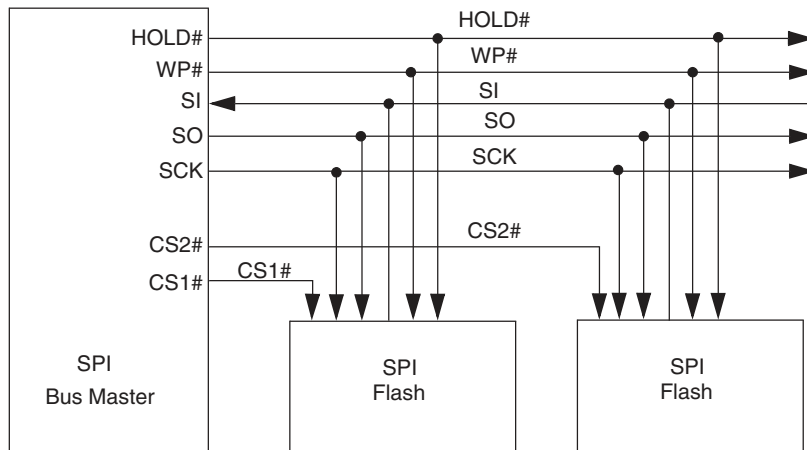 HOLD#
HOLD#
WP#
WP#
SI
SI
SO
SO
SCK
SCK
CS2#
CS2#
CS1#
CS1#
SPI
Bus Master
SPI
Flash
SPI
Flash